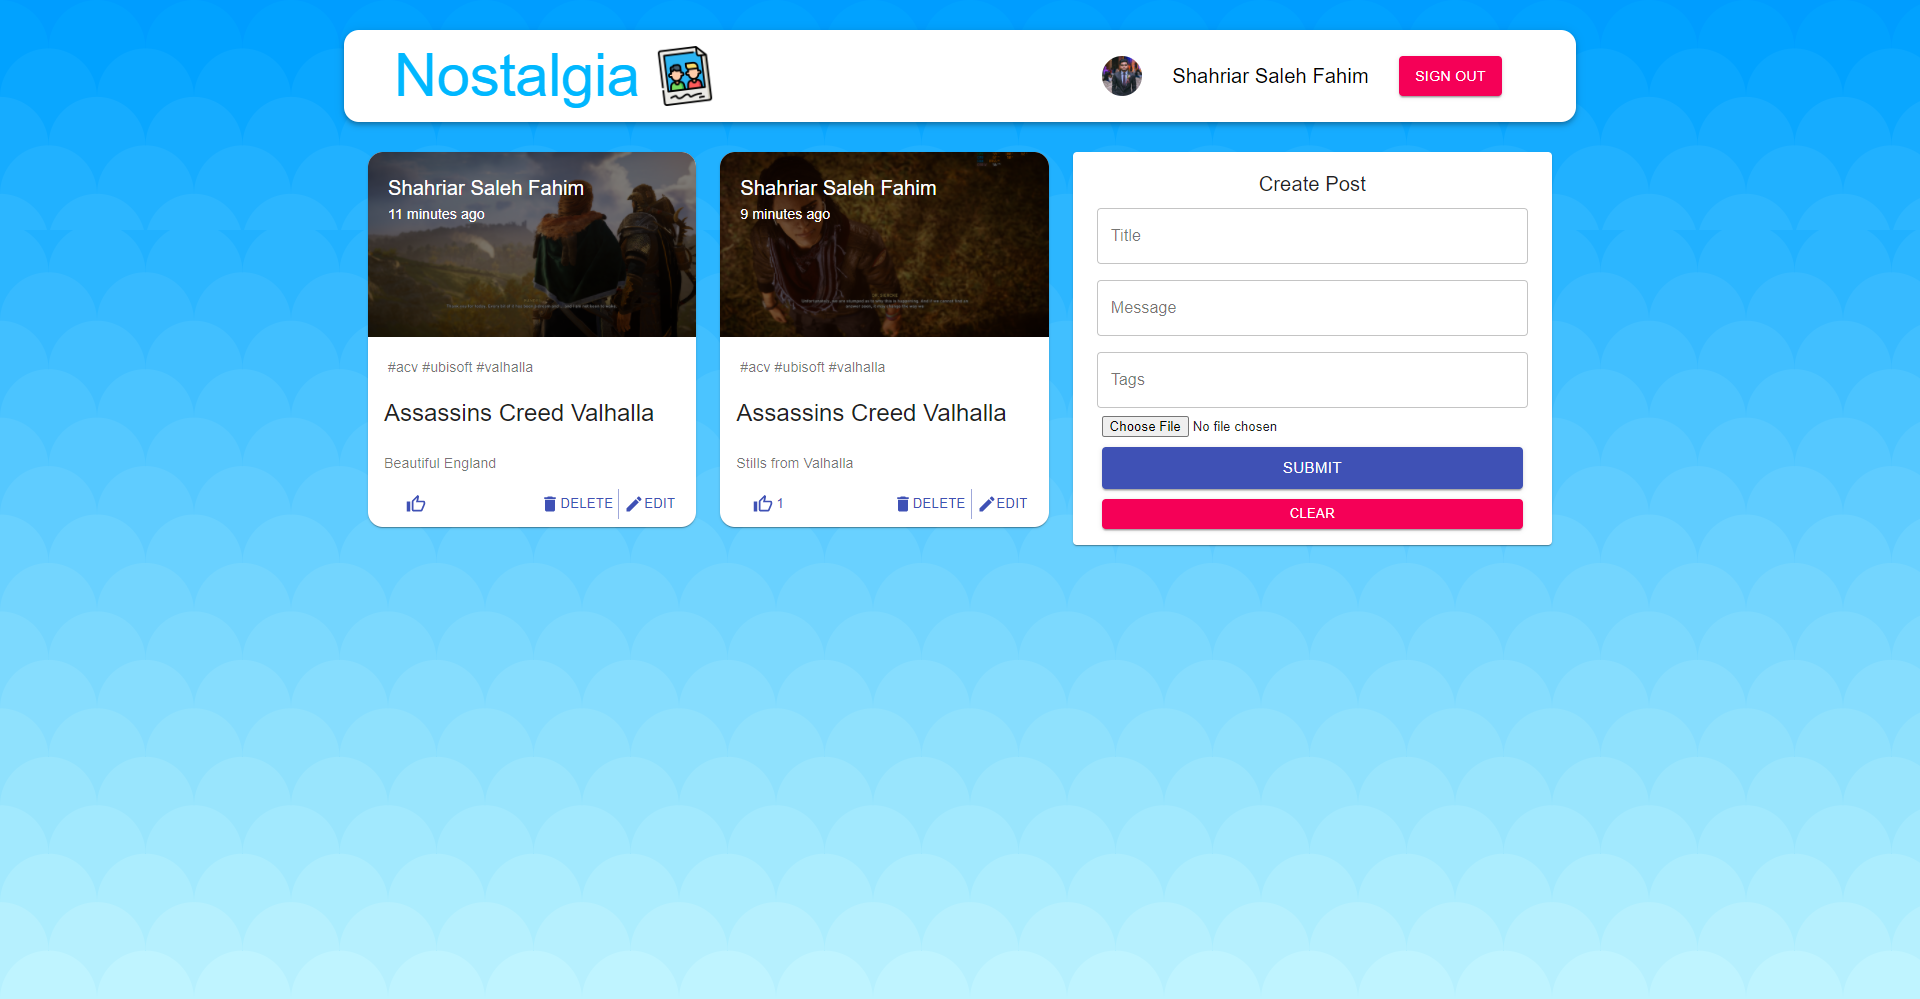 Nostalgia
Shahriar Saleh Fahim
SIGN OUT
Shahriar Saleh Fahim
11 minutes ago
#acv #ubisoft #valhalla
Assassins Creed Valhalla
Beautiful England
DELETE
EDIT
Shahriar Saleh Fahim
9 minutes ago
#acv #ubisoft #valhalla
Assassins Creed Valhalla
Stills from Valhalla
1
DELETE
EDIT
Create Post
Title
Message
Tags
Choose File No file chosen
SUBMIT
CLEAR